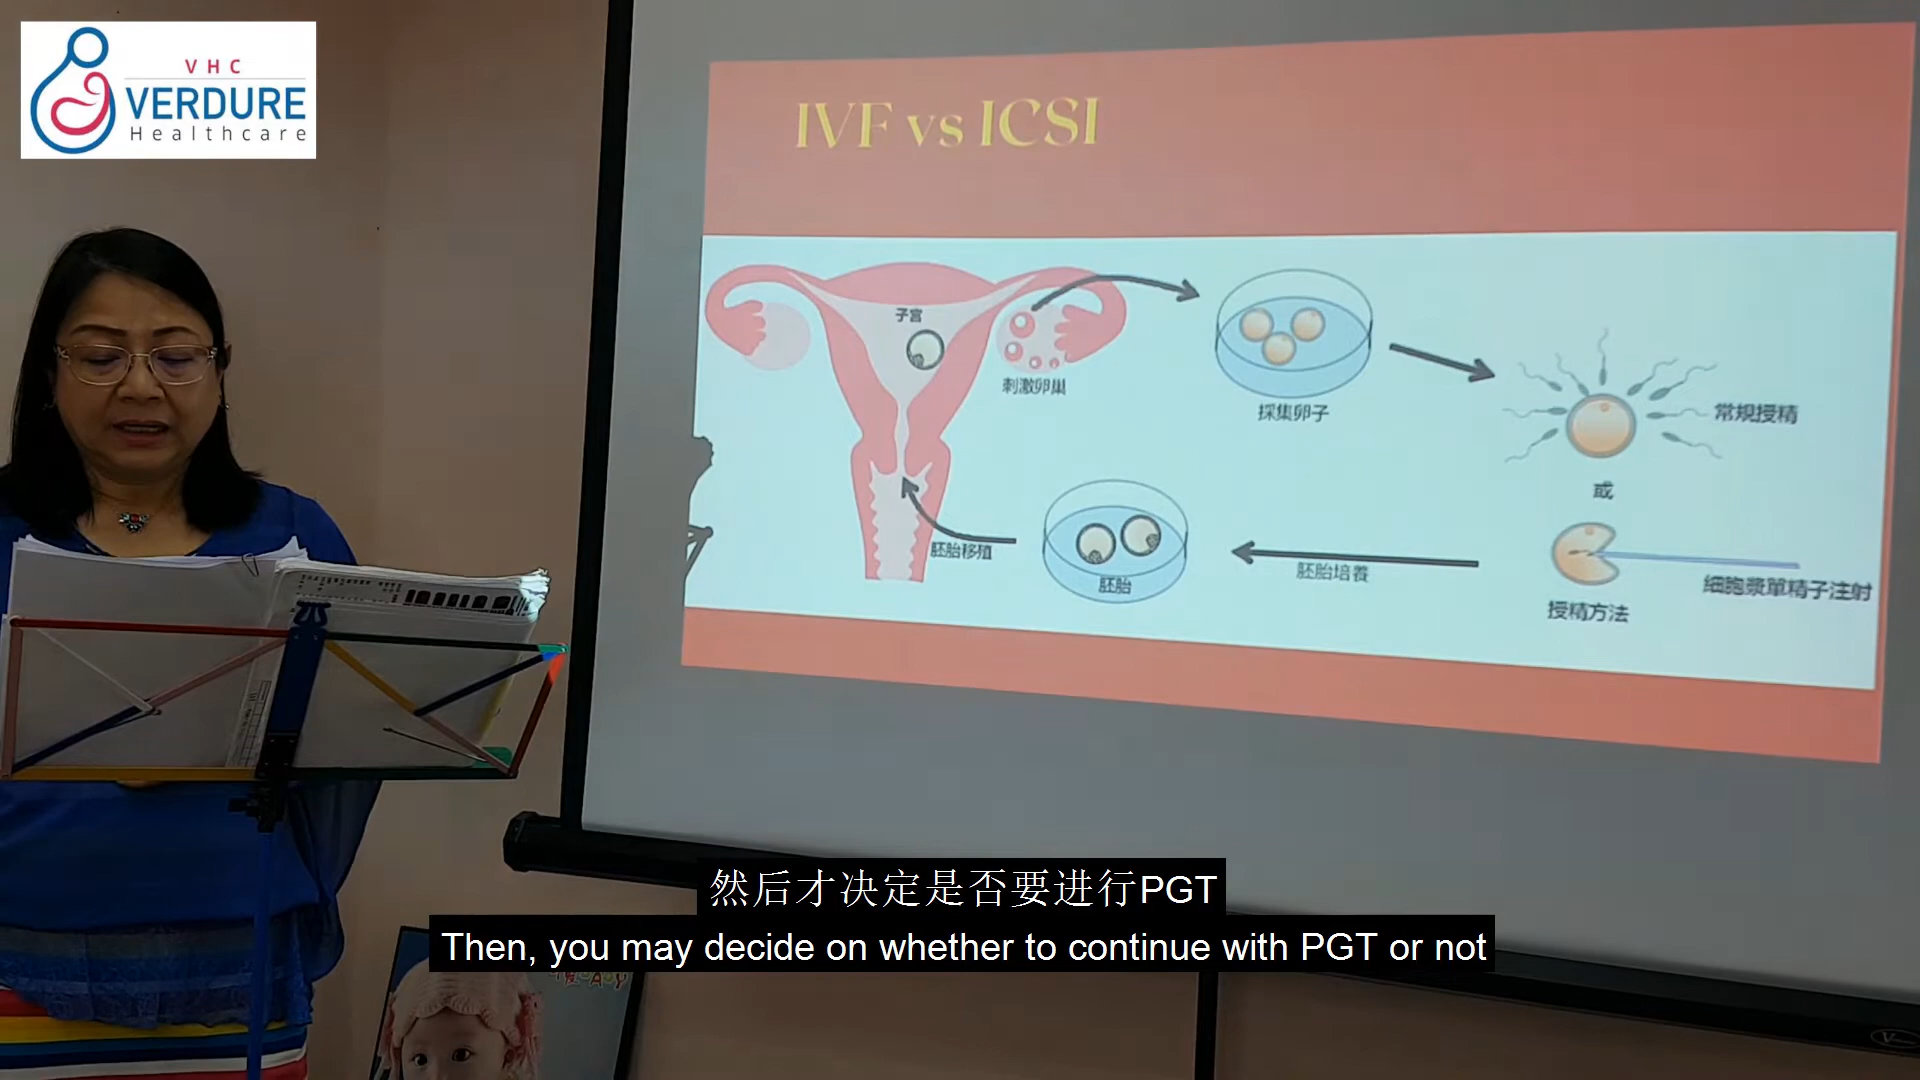 VHC
VERDURE
Healthcare
IVF vs ICSI
子宮
刺激卵巢
採集卵子
常規授精
或
細胞漿單精子注射
授精方法
胚胎培養
胚胎
胚胎移植
然后才决定是否要进行PGT
Then, you may decide on whether to continue with PGT or not